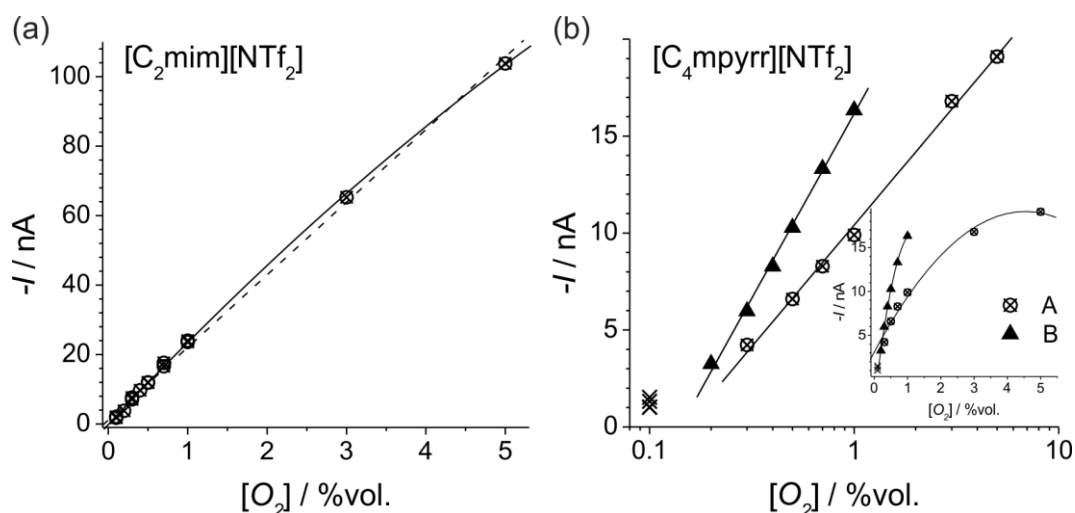 (a)
[C₂mim][NTf₂]
-I / nA
100
80
60
40
20
0
0 1 2 3 4 5
[O₂] / %vol.
(b)
[C₄mpyrr][NTf₂]
-I / nA
15
10
5
0
0.1 1 10
[O₂] / %vol.
-I / nA
15
10
5
0
0 1 2 3 4 5
[O₂] / %vol.
A
B